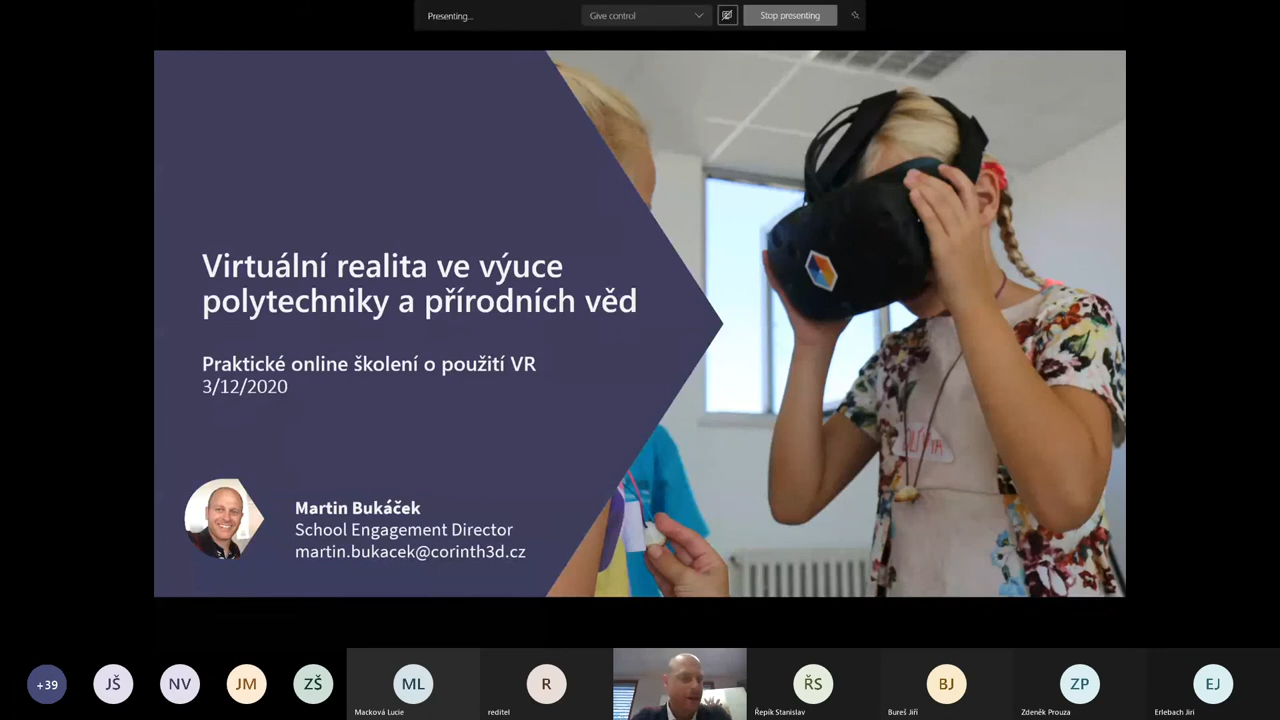 Presenting...
Give control
Stop presenting
Virtuální realita ve výuce
polytechniky a přírodních věd
Praktické online školení o použití VR
3/12/2020
Martin Bukáček
School Engagement Director
martin.bukacek@corinth3d.cz
+39
JŠ
NV
JM
ZŠ
ML
Macková Lucie
R
reditel
ŘS
Řepík Stanislav
BJ
Bureš Jiří
ZP
Zdeněk Prouza
EJ
Erlebach Jiri